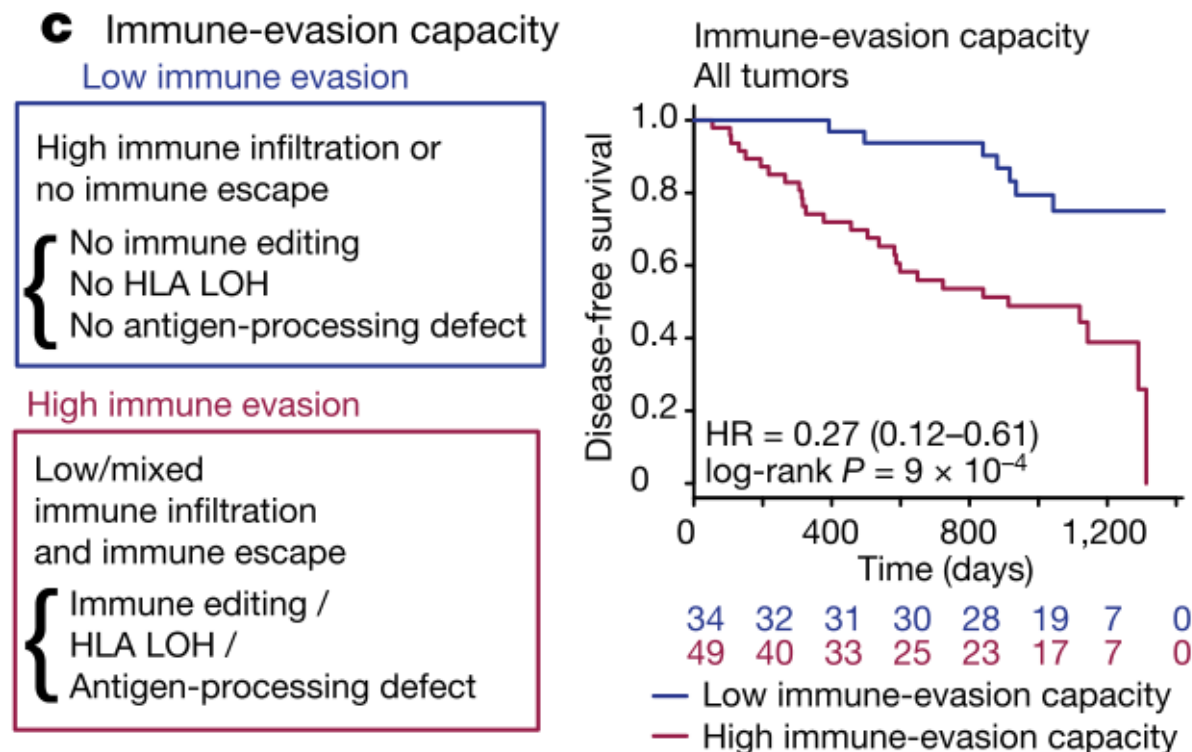 c Immune-evasion capacity
Low immune evasion
High immune infiltration or
no immune escape
{ No immune editing
No HLA LOH
No antigen-processing defect
High immune evasion
Low/mixed
immune infiltration
and immune escape
{ Immune editing /
HLA LOH /
Antigen-processing defect
Immune-evasion capacity
All tumors
Disease-free survival
1.0
0.8
0.6
0.4
0.2
0
HR = 0.27 (0.12–0.61)
log-rank P = 9 × 10⁻⁴
0 400 800 1,200
Time (days)
34 32 31 30 28 19 7 0
49 40 33 25 23 17 7 0
Low immune-evasion capacity
High immune-evasion capacity